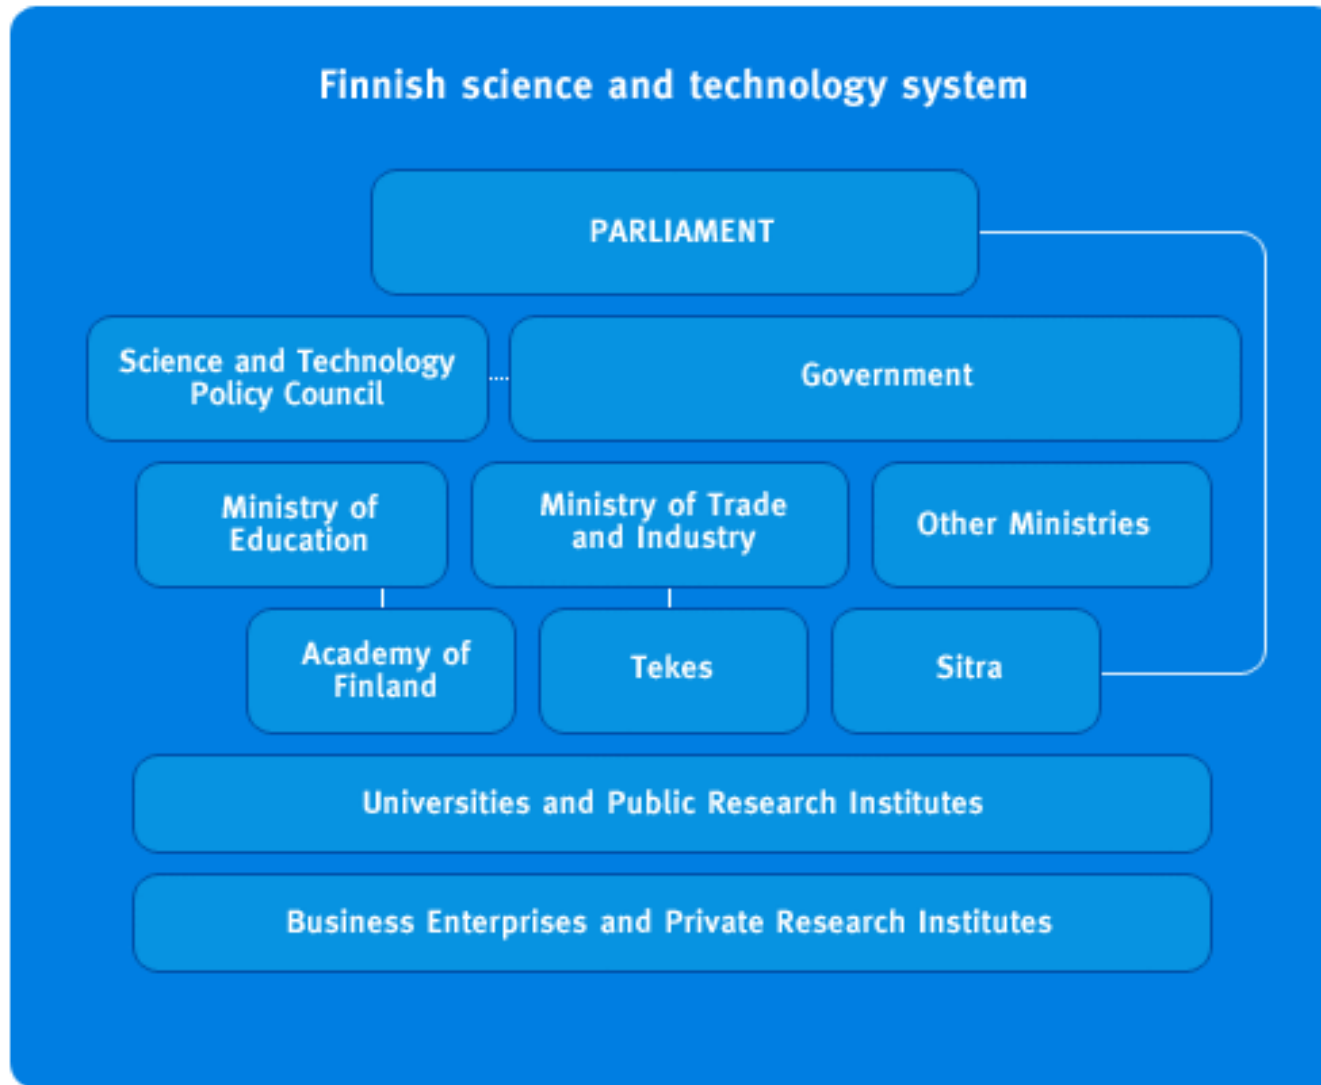 Finnish science and technology system
PARLIAMENT
Science and Technology
Policy Council
Government
Ministry of
Education
Ministry of Trade
and Industry
Other Ministries
Academy of
Finland
Tekes
Sitra
Universities and Public Research Institutes
Business Enterprises and Private Research Institutes